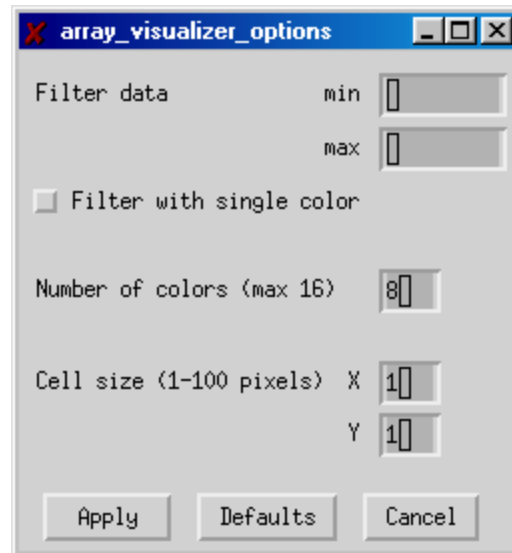 array_visualizer_options
Filter data min
max
Filter with single color
Number of colors (max 16) 8
Cell size (1-100 pixels) X 1
Y 1
Apply Defaults Cancel